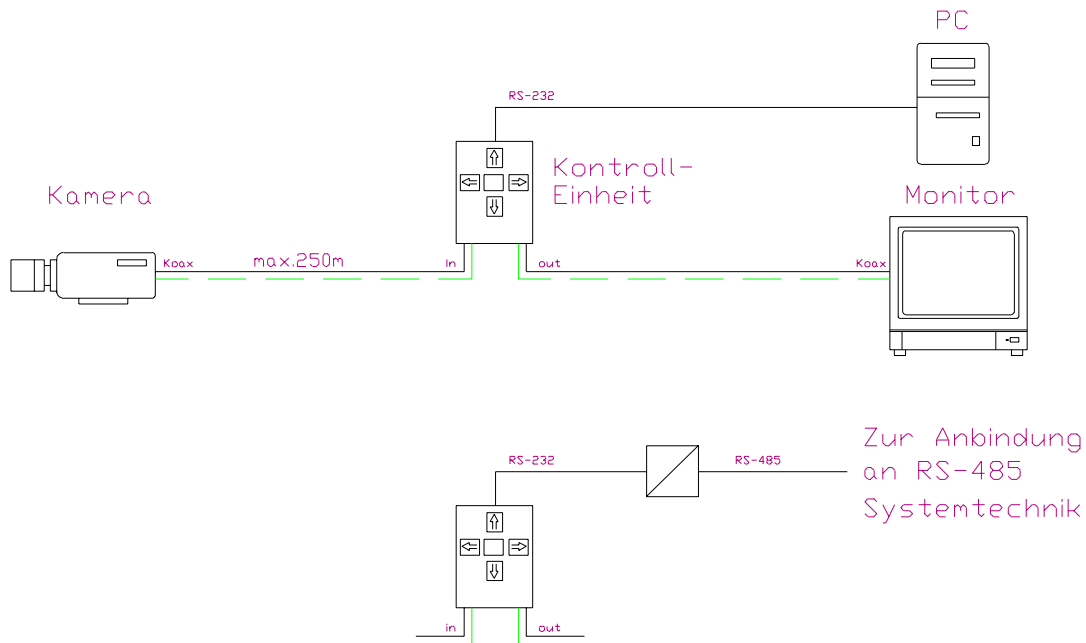 PC
RS-232
Kontroll-
Einheit
Kamera
Monitor
Koax
max.250m
In
out
Koax
Zur Anbindung
an RS-485
Systemtechnik
RS-232
RS-485
in
out